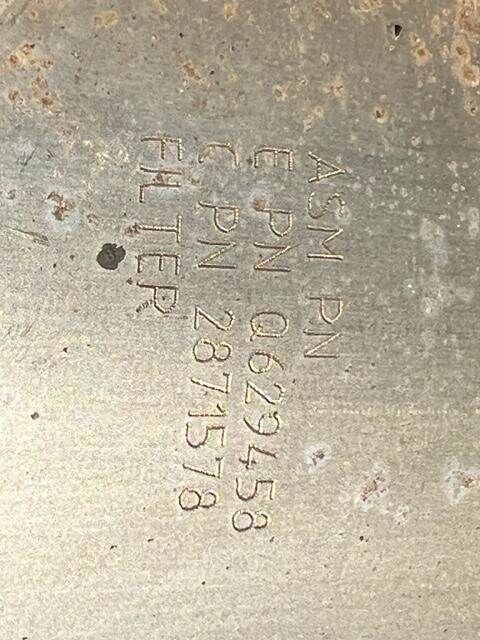 ASM PN
E PN Q629458
C PN 2871578
FILTER